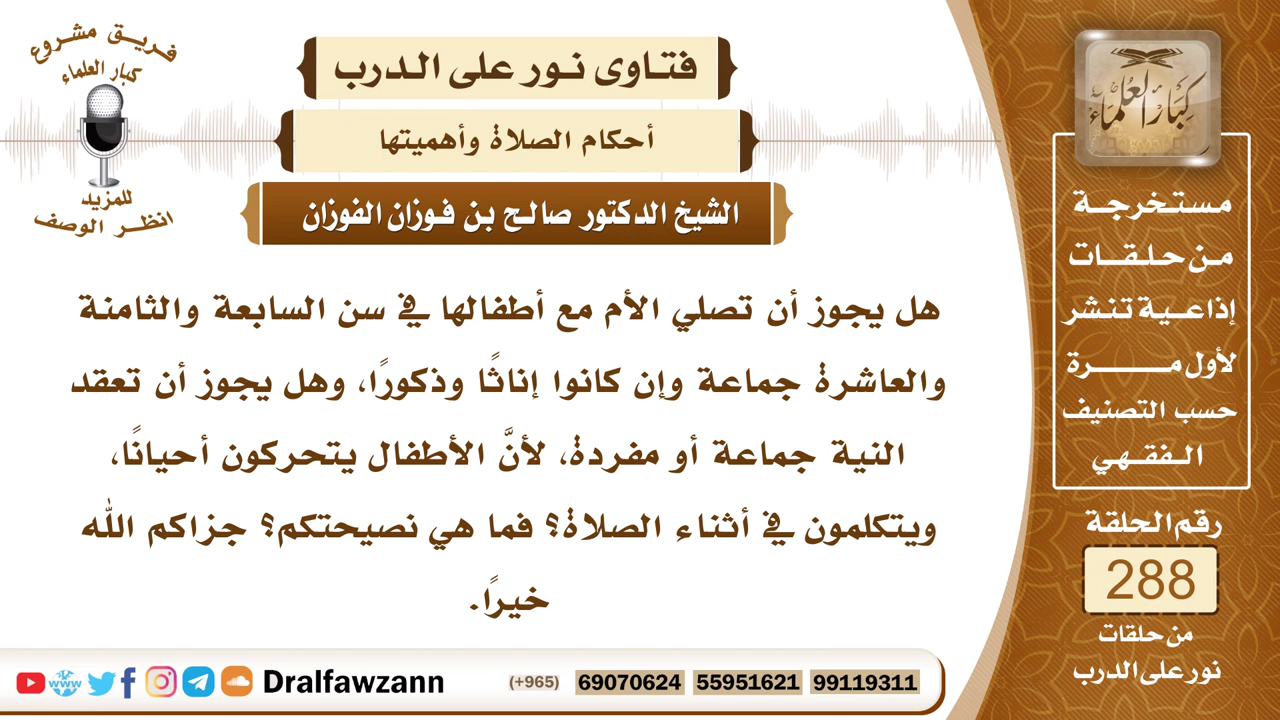 فريق مشروع
كبار العلماء
للمزيد
انظر الوصف
فتاوى نور على الدرب
أحكام الصلاة وأهميتها
الشيخ الدكتور صالح بن فوزان الفوزان
هل يجوز أن تصلي الأم مع أطفالها في سن السابعة والثامنة
والعاشرة جماعة وإن كانوا إناثًا وذكورًا، وهل يجوز أن تعقد
النية جماعة أو مفردة، لأنَّ الأطفال يتحركون أحيانًا،
ويتكلمون في أثناء الصلاة؟ فما هي نصيحتكم؟ جزاكم الله
خيرًا.
كبار العلماء
مستخرجة
من حلقات
إذاعية تنشر
لأول مرة
حسب التصنيف
الفقهي
رقم الحلقة
288
من حلقات
نور على الدرب
www
Dralfawzann
(+965) 69070624 55951621 99119311